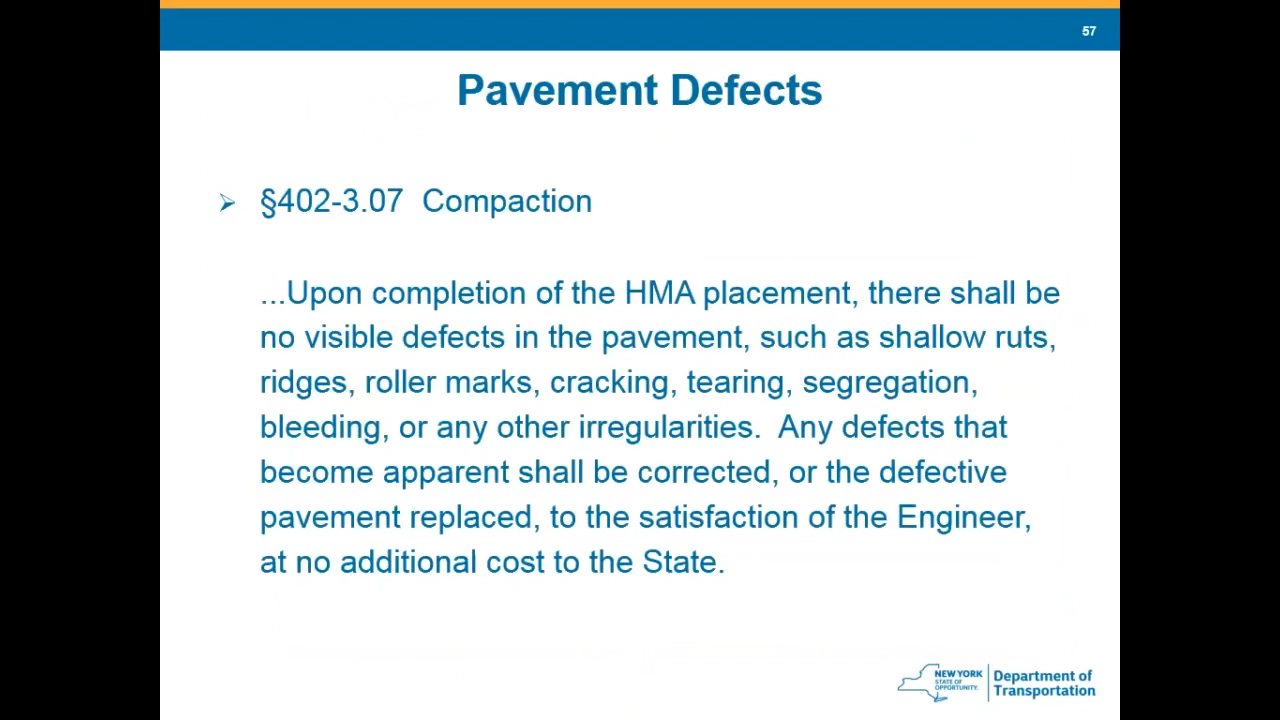 57
Pavement Defects
➢ §402-3.07 Compaction
...Upon completion of the HMA placement, there shall be
no visible defects in the pavement, such as shallow ruts,
ridges, roller marks, cracking, tearing, segregation,
bleeding, or any other irregularities. Any defects that
become apparent shall be corrected, or the defective
pavement replaced, to the satisfaction of the Engineer,
at no additional cost to the State.
NEW YORK
STATE OF
OPPORTUNITY.
Department of
Transportation